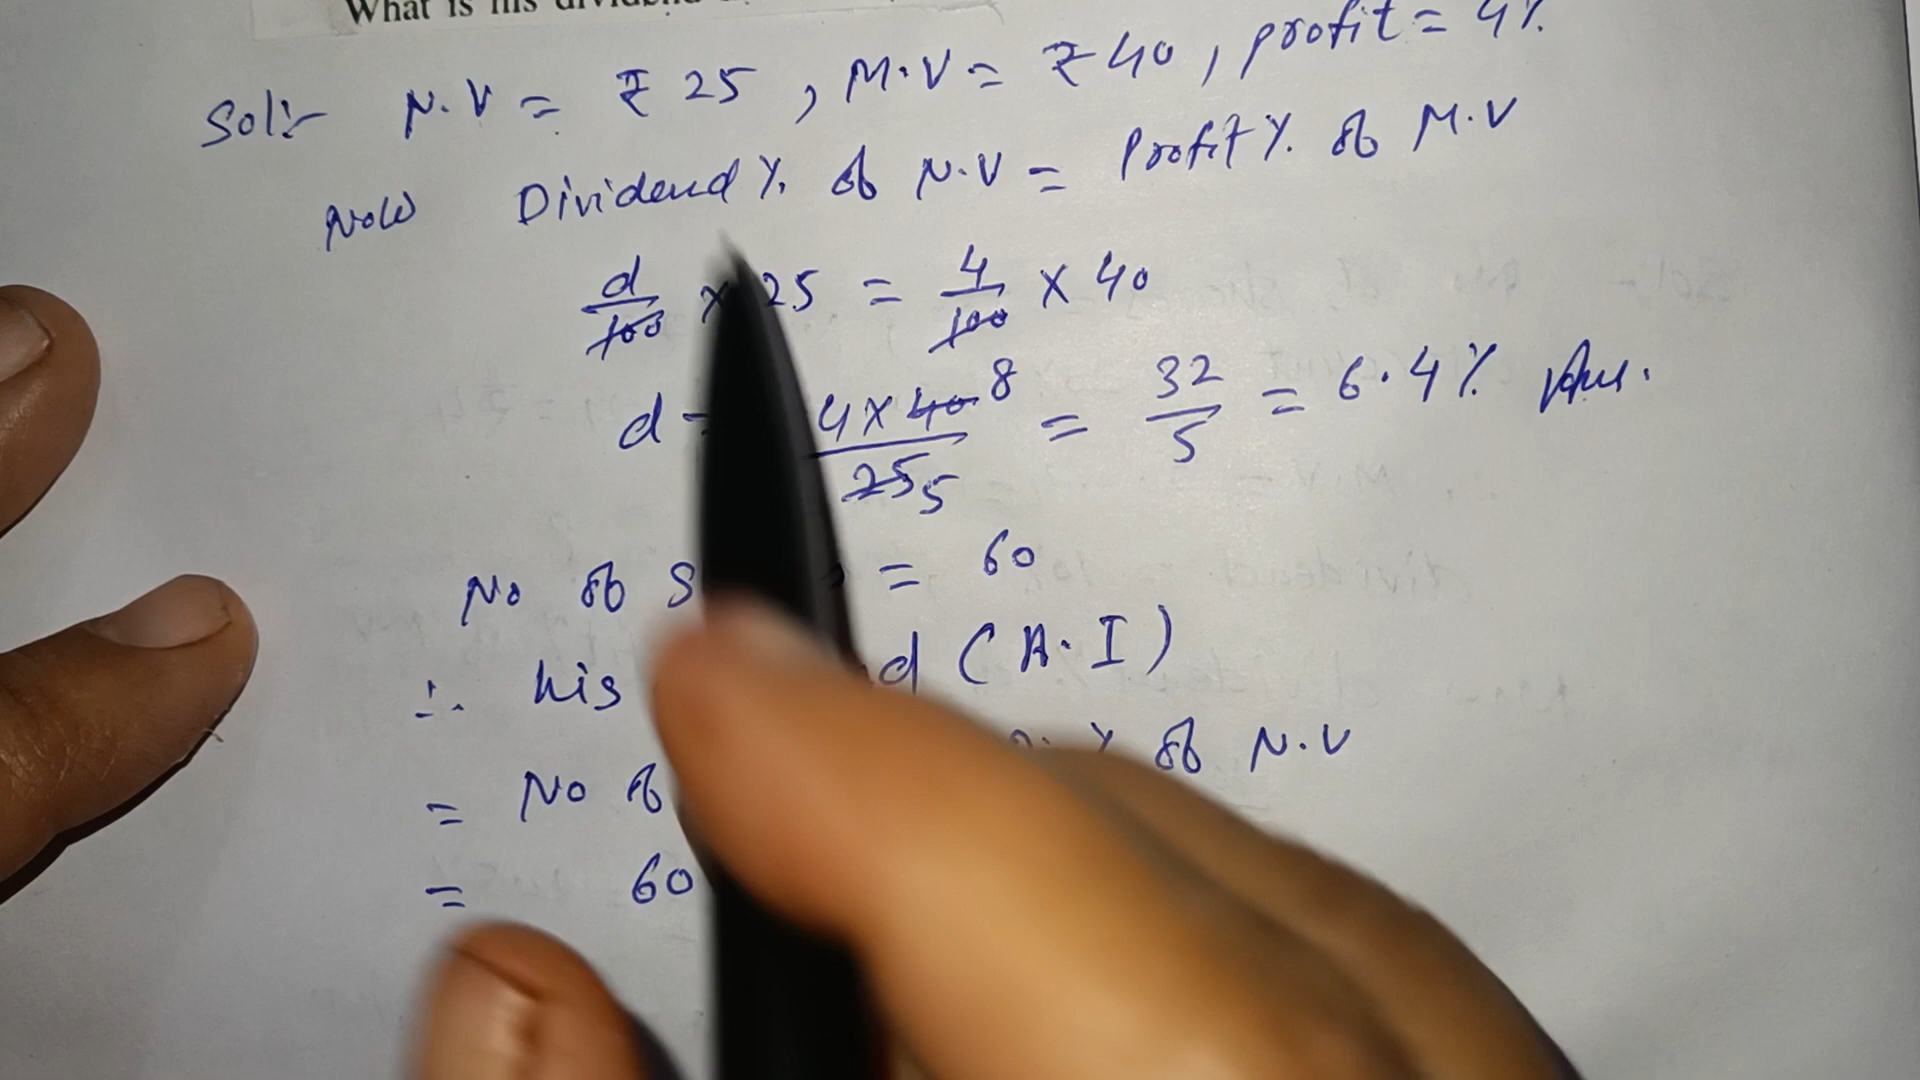 What is his dividend
Sol:- N.V = ₹ 25 , M.V = ₹ 40 , profit = 4%
Now Dividend % of N.V = Profit % of M.V
d/100 × 25 = 4/100 × 40
d = 4 × 40 8 / 25 5 = 32/5 = 6.4% Ans.
No of = 60
∴ his (A.I)
= No of % of N.V
= 60